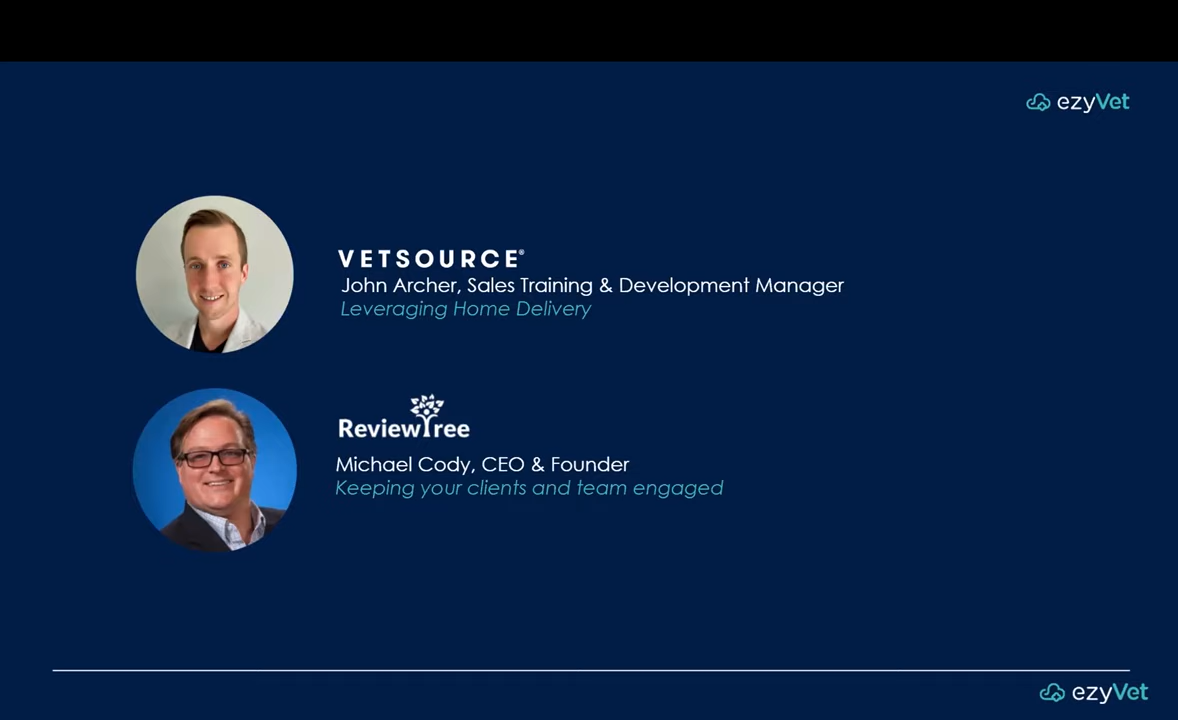 ezyVet
VETSOURCE®
John Archer, Sales Training & Development Manager
Leveraging Home Delivery
ReviewTree
Michael Cody, CEO & Founder
Keeping your clients and team engaged
ezyVet